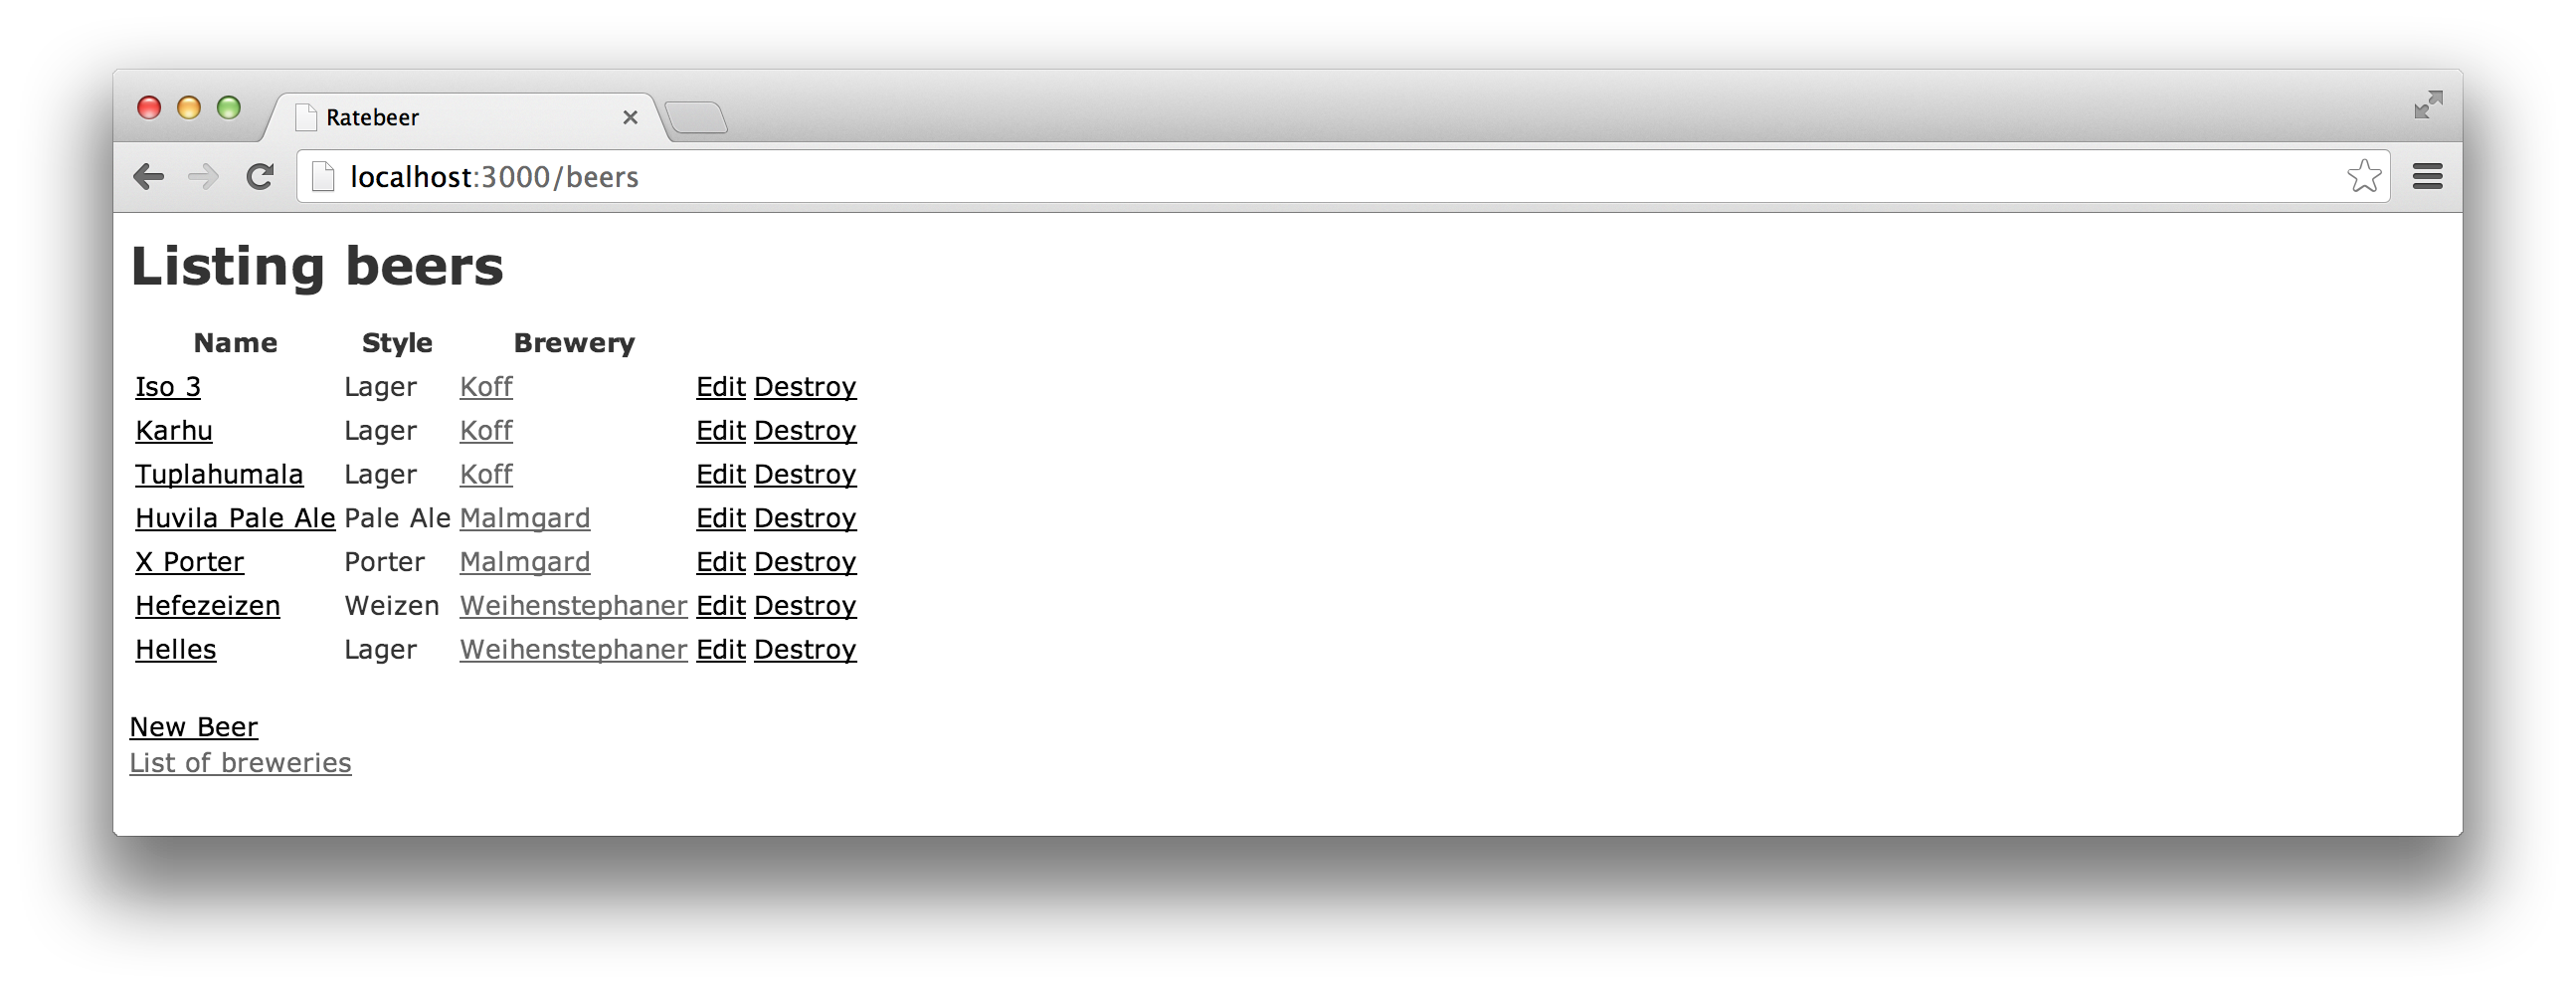 Ratebeer
localhost:3000/beers
Listing beers
Name Style Brewery
Iso 3 Lager Koff Edit Destroy
Karhu Lager Koff Edit Destroy
Tuplahumala Lager Koff Edit Destroy
Huvila Pale Ale Pale Ale Malmgard Edit Destroy
X Porter Porter Malmgard Edit Destroy
Hefezeizen Weizen Weihenstephaner Edit Destroy
Helles Lager Weihenstephaner Edit Destroy
New Beer
List of breweries